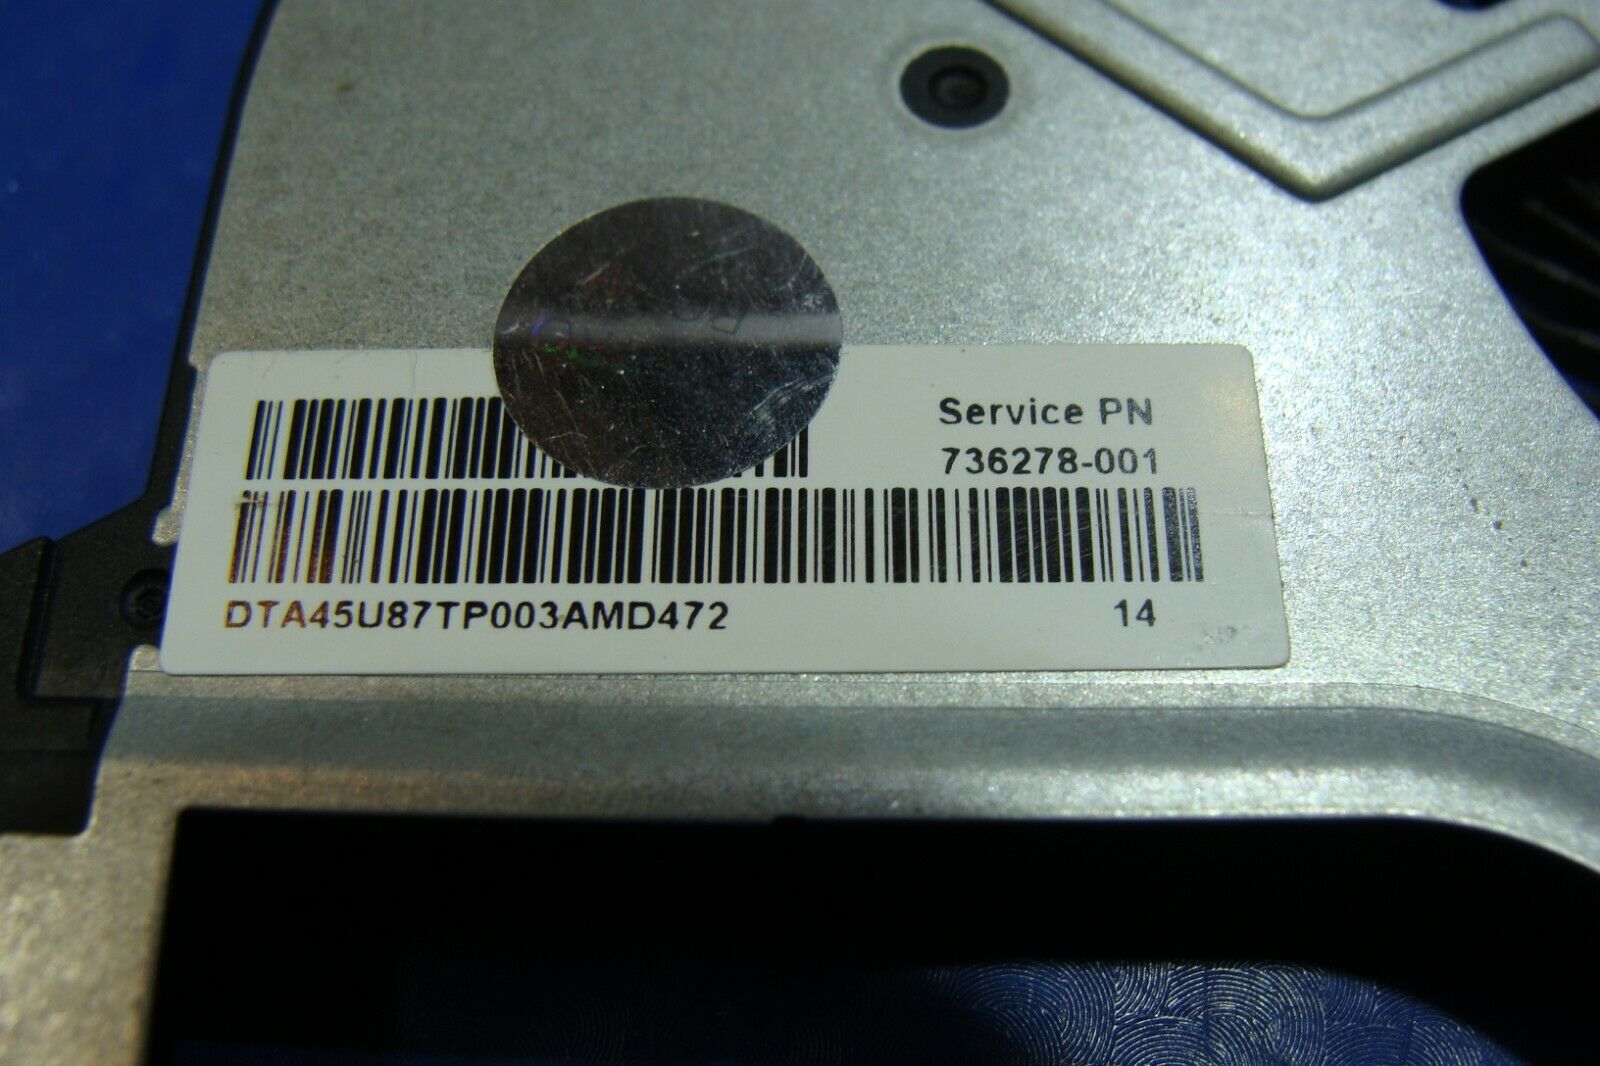 Service PN
736278-001
DTA45U87TP003AMD472 14